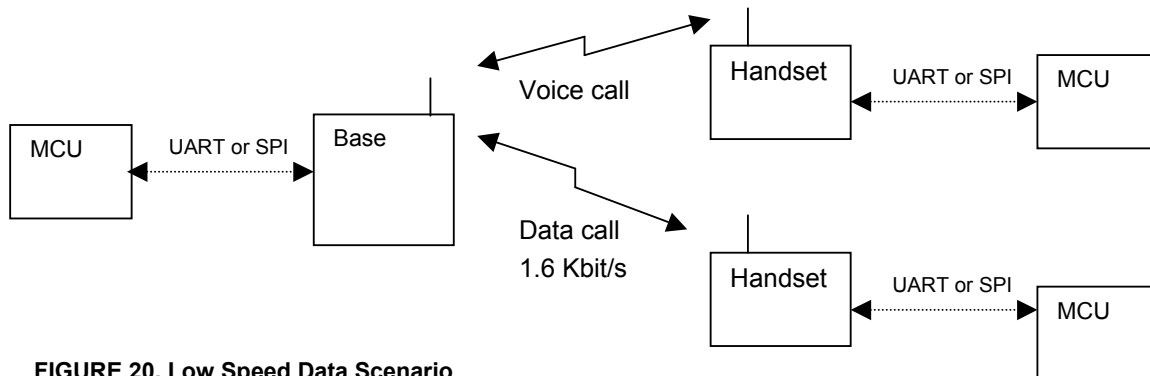 Handset
UART or SPI
MCU
Voice call
MCU
UART or SPI
Base
Data call
1.6 Kbit/s
Handset
UART or SPI
MCU
FIGURE 20. Low Speed Data Scenario